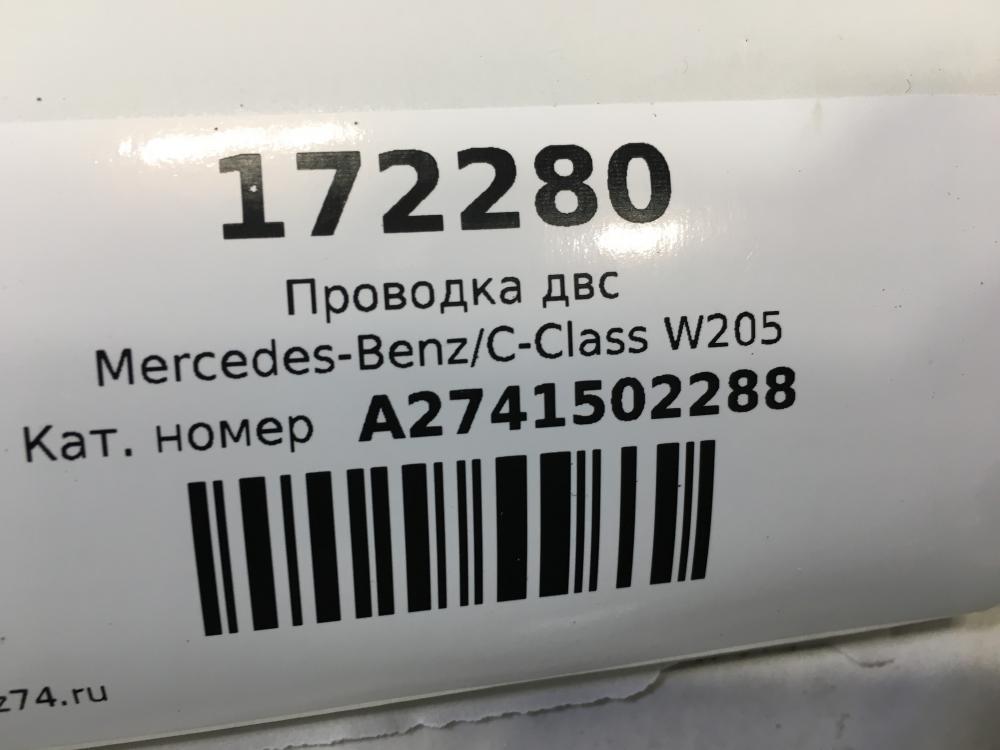 172280
Проводка двс
Mercedes-Benz/C-Class W205
Кат. номер A2741502288
z74.ru